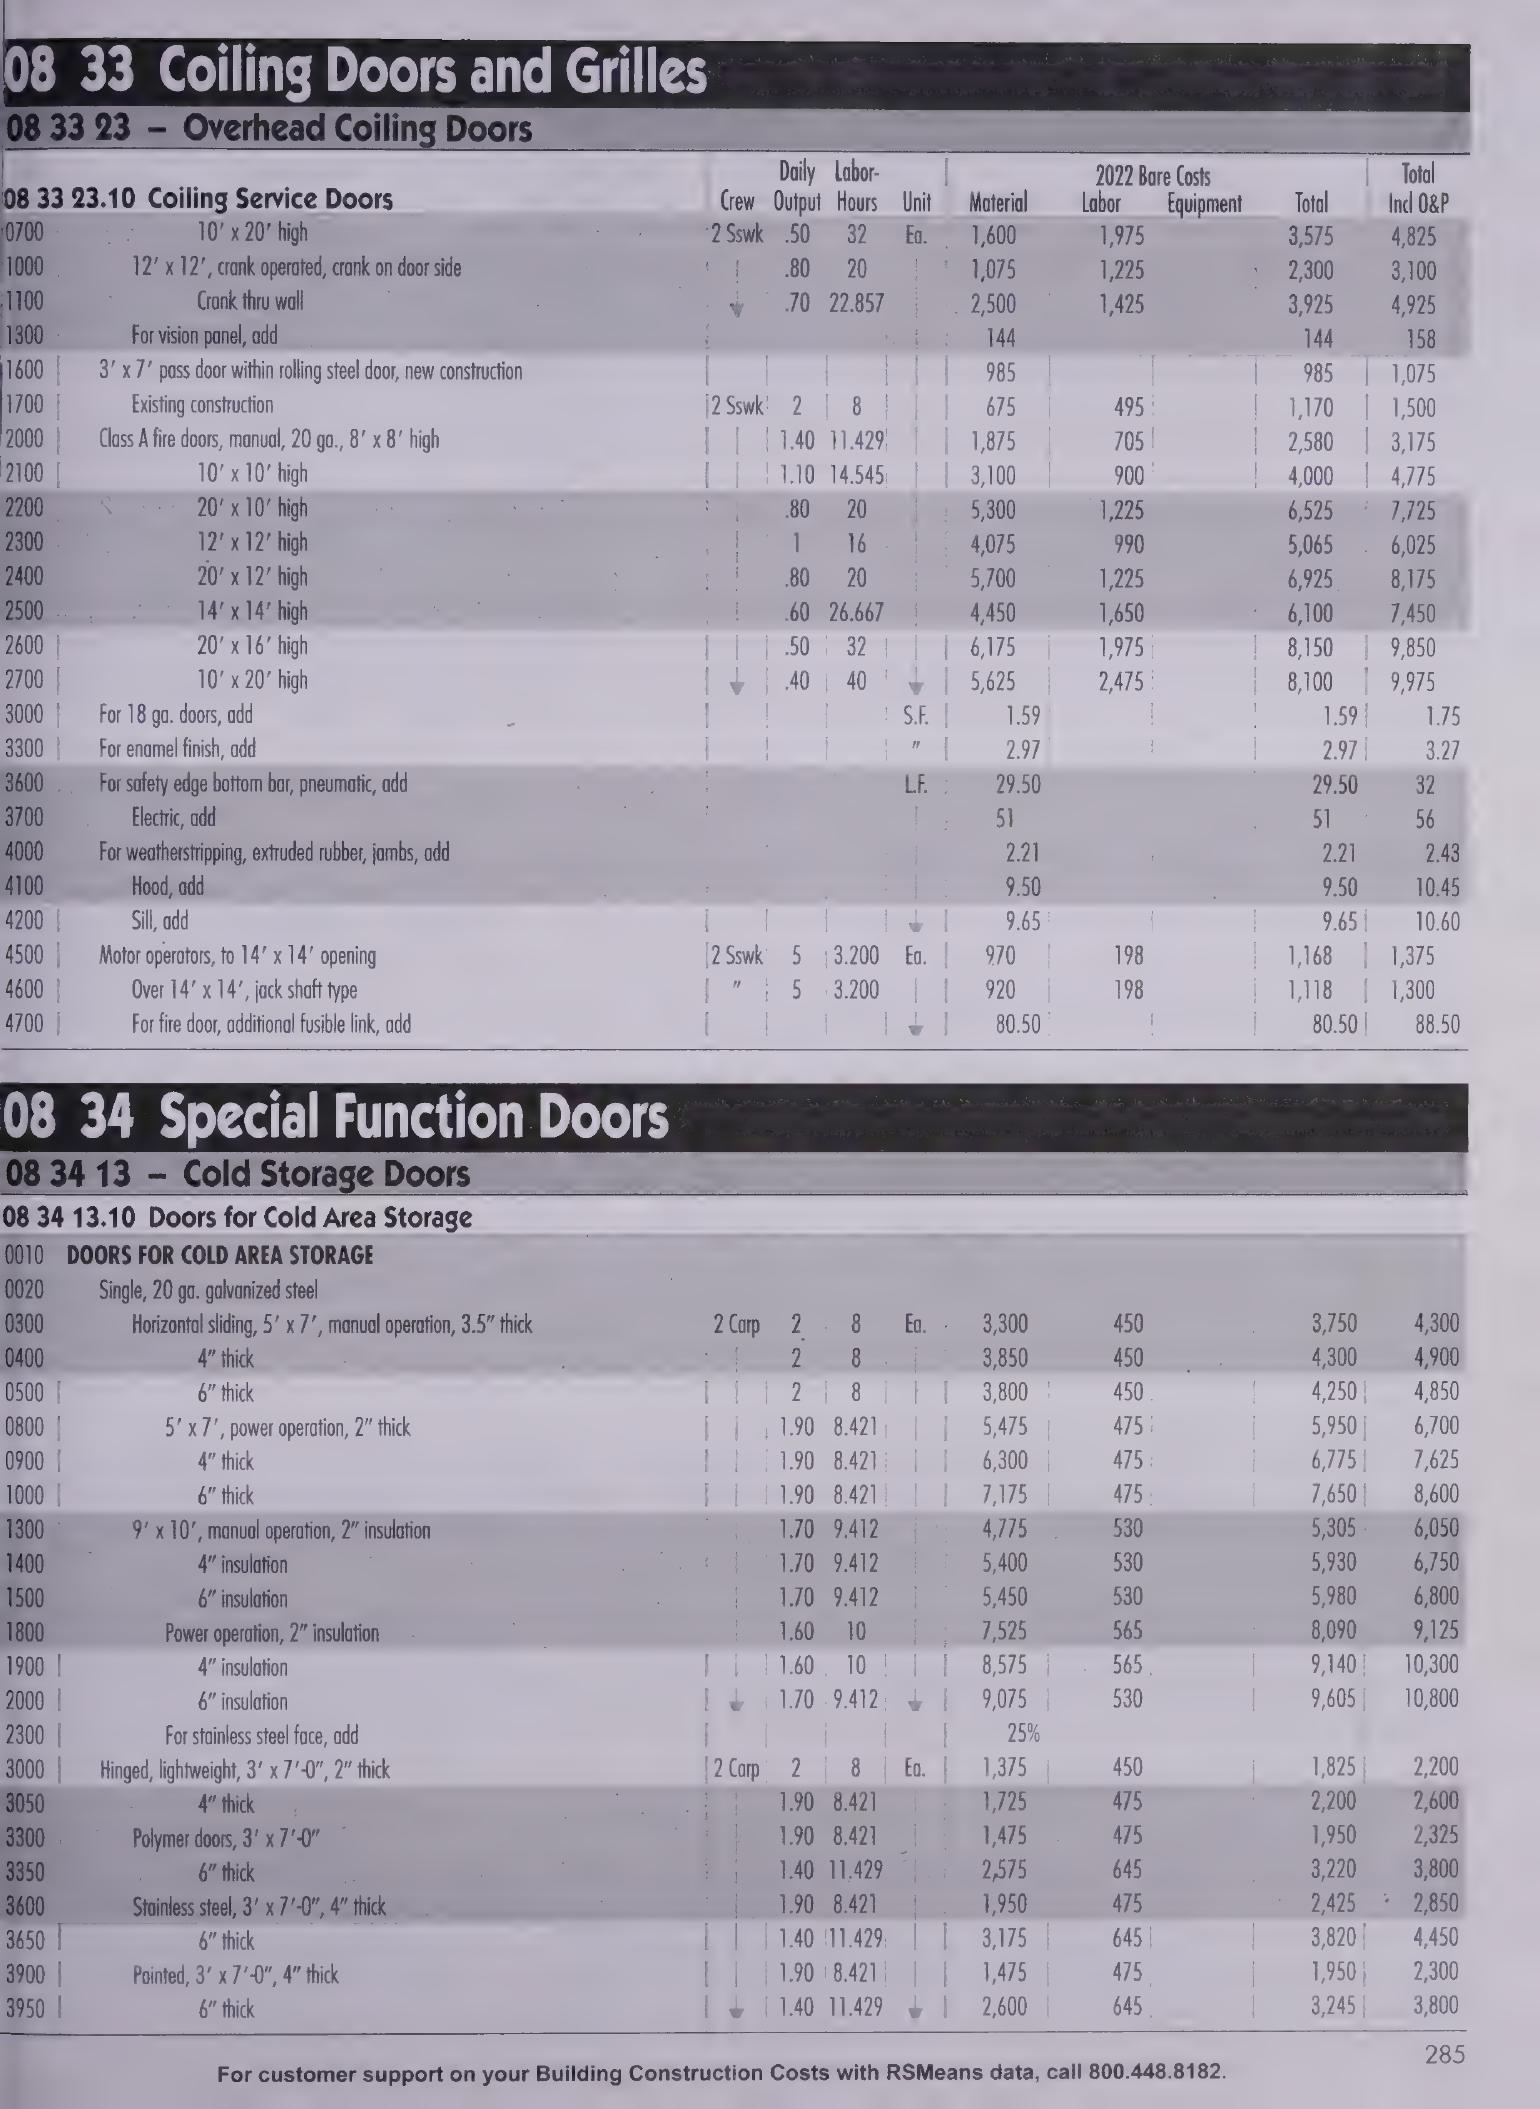 08 33 Coiling Doors and Grilles
08 33 23 – Overhead Coiling Doors
Daily Labor- 2022 Bare Costs Total
08 33 23.10 Coiling Service Doors Crew Output Hours Unit Material Labor Equipment Total Incl O&P
0700 10' x 20' high 2 Sswk .50 32 Ea. 1,600 1,975 3,575 4,825
1000 12' x 12', crank operated, crank on door side .80 20 1,075 1,225 2,300 3,100
1100 Crank thru wall .70 22.857 2,500 1,425 3,925 4,925
1300 For vision panel, add 144 144 158
1600 3' x 7' pass door within rolling steel door, new construction 985 985 1,075
1700 Existing construction 2 Sswk 2 8 675 495 1,170 1,500
2000 Class A fire doors, manual, 20 ga., 8' x 8' high 1.40 11.429 1,875 705 2,580 3,175
2100 10' x 10' high 1.10 14.545 3,100 900 4,000 4,775
2200 20' x 10' high .80 20 5,300 1,225 6,525 7,725
2300 12' x 12' high 1 16 4,075 990 5,065 6,025
2400 20' x 12' high .80 20 5,700 1,225 6,925 8,175
2500 14' x 14' high .60 26.667 4,450 1,650 6,100 7,450
2600 20' x 16' high .50 32 6,175 1,975 8,150 9,850
2700 10' x 20' high .40 40 5,625 2,475 8,100 9,975
3000 For 18 ga. doors, add S.F. 1.59 1.59 1.75
3300 For enamel finish, add " 2.97 2.97 3.27
3600 For safety edge bottom bar, pneumatic, add L.F. 29.50 29.50 32
3700 Electric, add 51 51 56
4000 For weatherstripping, extruded rubber, jambs, add 2.21 2.21 2.43
4100 Hood, add 9.50 9.50 10.45
4200 Sill, add 9.65 9.65 10.60
4500 Motor operators, to 14' x 14' opening 2 Sswk 5 3.200 Ea. 970 198 1,168 1,375
4600 Over 14' x 14', jack shaft type " 5 3.200 920 198 1,118 1,300
4700 For fire door, additional fusible link, add 80.50 80.50 88.50
08 34 Special Function Doors
08 34 13 – Cold Storage Doors
08 34 13.10 Doors for Cold Area Storage
0010 DOORS FOR COLD AREA STORAGE
0020 Single, 20 ga. galvanized steel
0300 Horizontal sliding, 5' x 7', manual operation, 3.5" thick 2 Carp 2 8 Ea. 3,300 450 3,750 4,300
0400 4" thick 2 8 3,850 450 4,300 4,900
0500 6" thick 2 8 3,800 450 4,250 4,850
0800 5' x 7', power operation, 2" thick 1.90 8.421 5,475 475 5,950 6,700
0900 4" thick 1.90 8.421 6,300 475 6,775 7,625
1000 6" thick 1.90 8.421 7,175 475 7,650 8,600
1300 9' x 10', manual operation, 2" insulation 1.70 9.412 4,775 530 5,305 6,050
1400 4" insulation 1.70 9.412 5,400 530 5,930 6,750
1500 6" insulation 1.70 9.412 5,450 530 5,980 6,800
1800 Power operation, 2" insulation 1.60 10 7,525 565 8,090 9,125
1900 4" insulation 1.60 10 8,575 565 9,140 10,300
2000 6" insulation 1.70 9.412 9,075 530 9,605 10,800
2300 For stainless steel face, add 25%
3000 Hinged, lightweight, 3' x 7'-0", 2" thick 2 Carp 2 8 Ea. 1,375 450 1,825 2,200
3050 4" thick 1.90 8.421 1,725 475 2,200 2,600
3300 Polymer doors, 3' x 7'-0" 1.90 8.421 1,475 475 1,950 2,325
3350 6" thick 1.40 11.429 2,575 645 3,220 3,800
3600 Stainless steel, 3' x 7'-0", 4" thick 1.90 8.421 1,950 475 2,425 2,850
3650 6" thick 1.40 11.429 3,175 645 3,820 4,450
3900 Painted, 3' x 7'-0", 4" thick 1.90 8.421 1,475 475 1,950 2,300
3950 6" thick 1.40 11.429 2,600 645 3,245 3,800
For customer support on your Building Construction Costs with RSMeans data, call 800.448.8182.
285